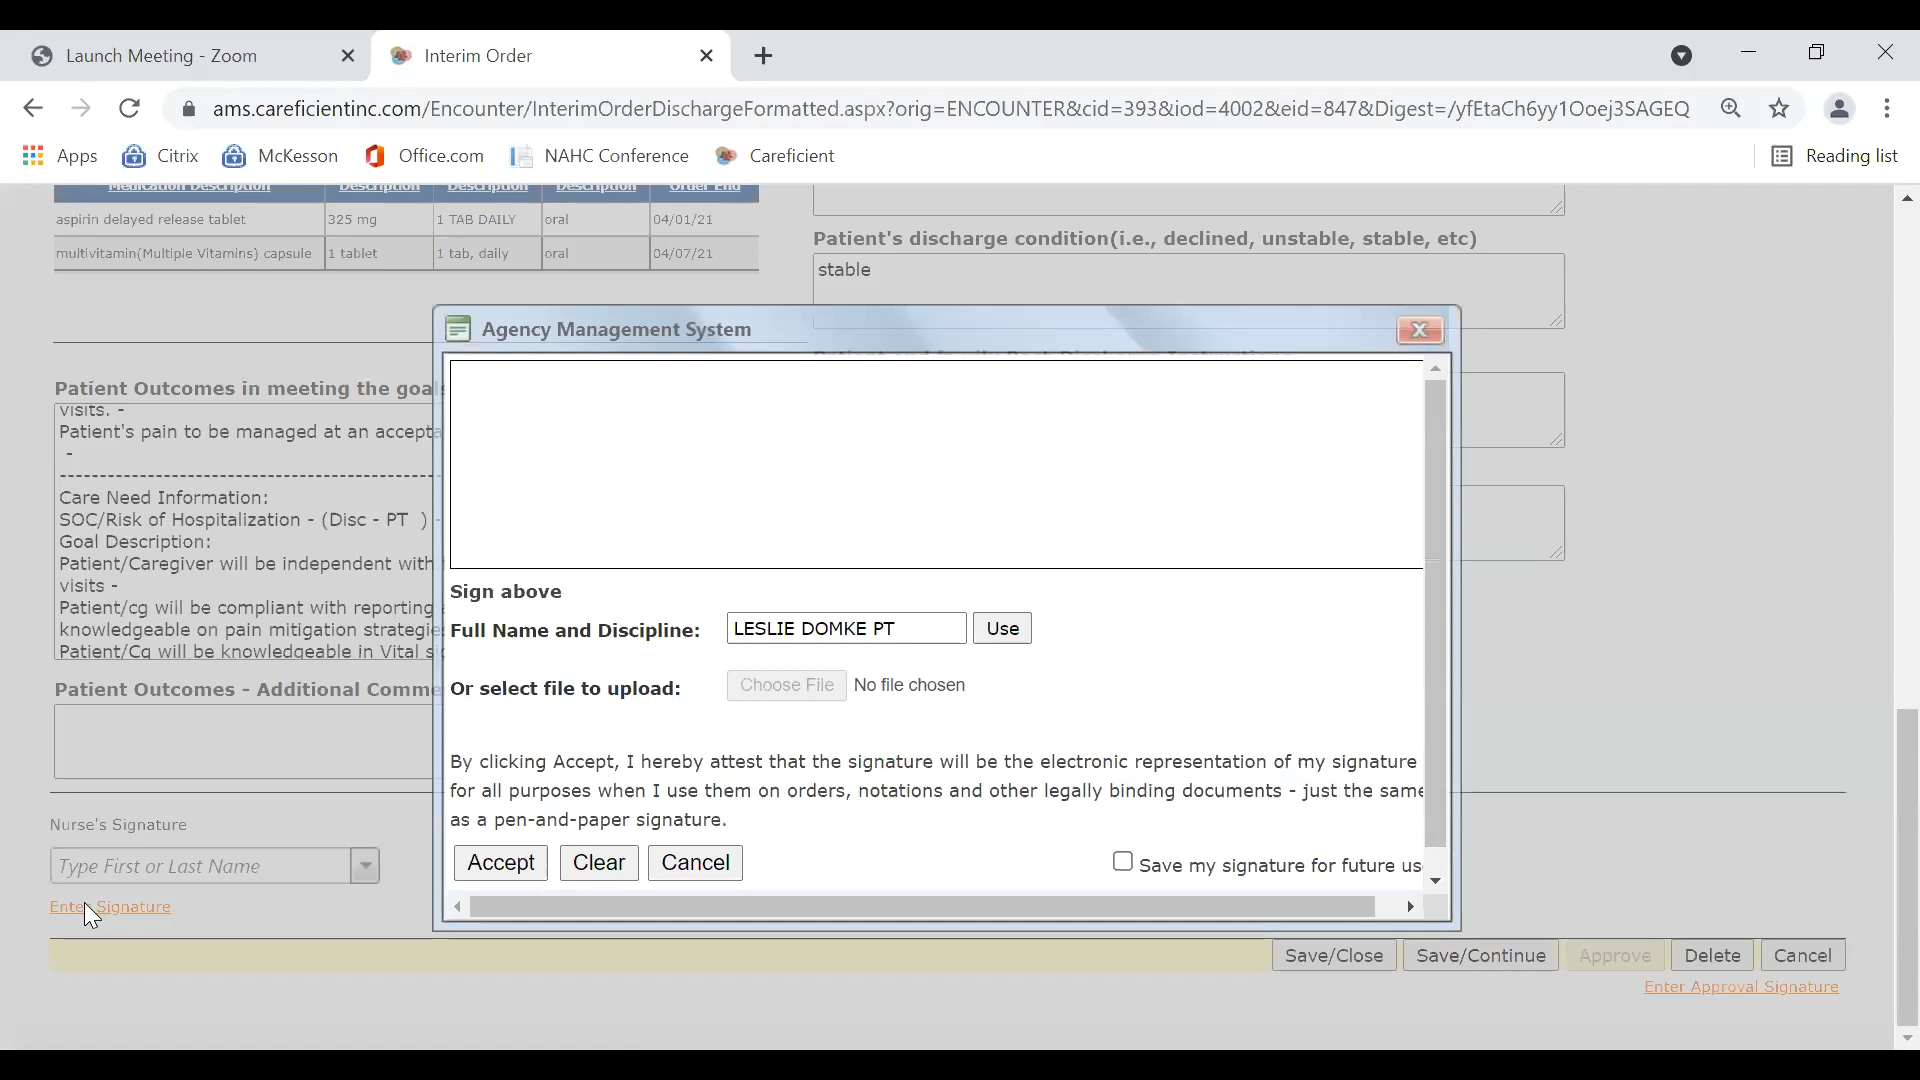 Launch Meeting - Zoom
Interim Order
ams.careficientinc.com/Encounter/InterimOrderDischargeFormatted.aspx?orig=ENCOUNTER&cid=393&iod=4002&eid=847&Digest=/yfEtaCh6yy1Ooej3SAGEQ
Apps
Citrix
McKesson
Office.com
NAHC Conference
Careficient
Reading list
Medication Description Description Description Description Order End
aspirin delayed release tablet 325 mg 1 TAB DAILY oral 04/01/21
multivitamin(Multiple Vitamins) capsule 1 tablet 1 tab, daily oral 04/07/21
Patient's discharge condition(i.e., declined, unstable, stable, etc)
stable
Patient Outcomes in meeting the goal
visits. -
Patient's pain to be managed at an accept
-
Care Need Information:
SOC/Risk of Hospitalization - (Disc - PT ) -
Goal Description:
Patient/Caregiver will be independent with
visits -
Patient/cg will be compliant with reporting
knowledgeable on pain mitigation strategie
Patient/Cg will be knowledgeable in Vital si
Patient Outcomes - Additional Comme
Nurse's Signature
Type First or Last Name
Enter Signature
Agency Management System
Sign above
Full Name and Discipline: LESLIE DOMKE PT Use
Or select file to upload: Choose File No file chosen
By clicking Accept, I hereby attest that the signature will be the electronic representation of my signature
for all purposes when I use them on orders, notations and other legally binding documents - just the same
as a pen-and-paper signature.
Accept Clear Cancel
Save my signature for future us
Save/Close Save/Continue Approve Delete Cancel
Enter Approval Signature